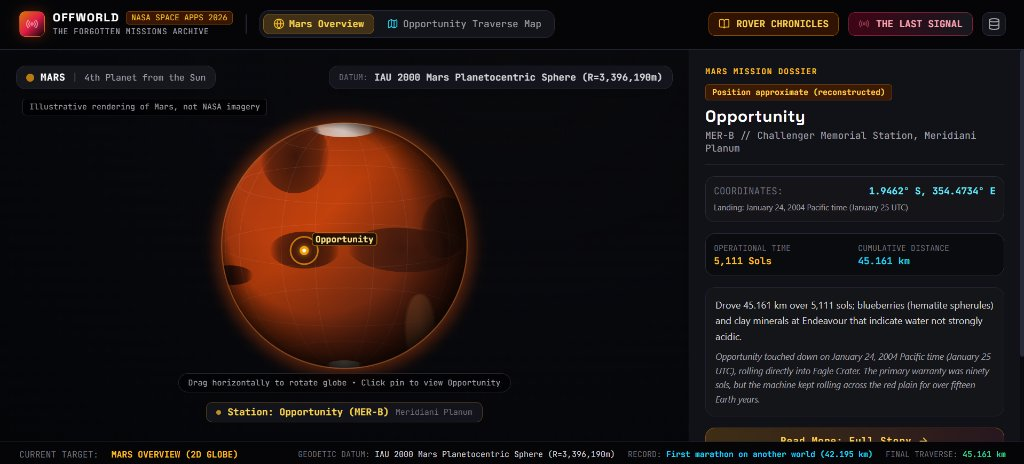 OFFWORLD NASA SPACE APPS 2026
THE FORGOTTEN MISSIONS ARCHIVE
Mars Overview
Opportunity Traverse Map
ROVER CHRONICLES
THE LAST SIGNAL
MARS | 4th Planet from the Sun
DATUM: IAU 2000 Mars Planetocentric Sphere (R=3,396,190m)
Illustrative rendering of Mars, not NASA imagery
Opportunity
Drag horizontally to rotate globe • Click pin to view Opportunity
Station: Opportunity (MER-B) Meridiani Planum
MARS MISSION DOSSIER
Position approximate (reconstructed)
Opportunity
MER-B // Challenger Memorial Station, Meridiani
Planum
COORDINATES: 1.9462° S, 354.4734° E
Landing: January 24, 2004 Pacific time (January 25 UTC)
OPERATIONAL TIME
5,111 Sols
CUMULATIVE DISTANCE
45.161 km
Drove 45.161 km over 5,111 sols; blueberries (hematite spherules)
and clay minerals at Endeavour that indicate water not strongly
acidic.
Opportunity touched down on January 24, 2004 Pacific time (January 25
UTC), rolling directly into Eagle Crater. The primary warranty was ninety
sols, but the machine kept rolling across the red plain for over fifteen
Earth years.
Read More: Full Story →
CURRENT TARGET: MARS OVERVIEW (2D GLOBE)
GEODETIC DATUM: IAU 2000 Mars Planetocentric Sphere (R=3,396,190m)
RECORD: First marathon on another world (42.195 km)
FINAL TRAVERSE: 45.161 km